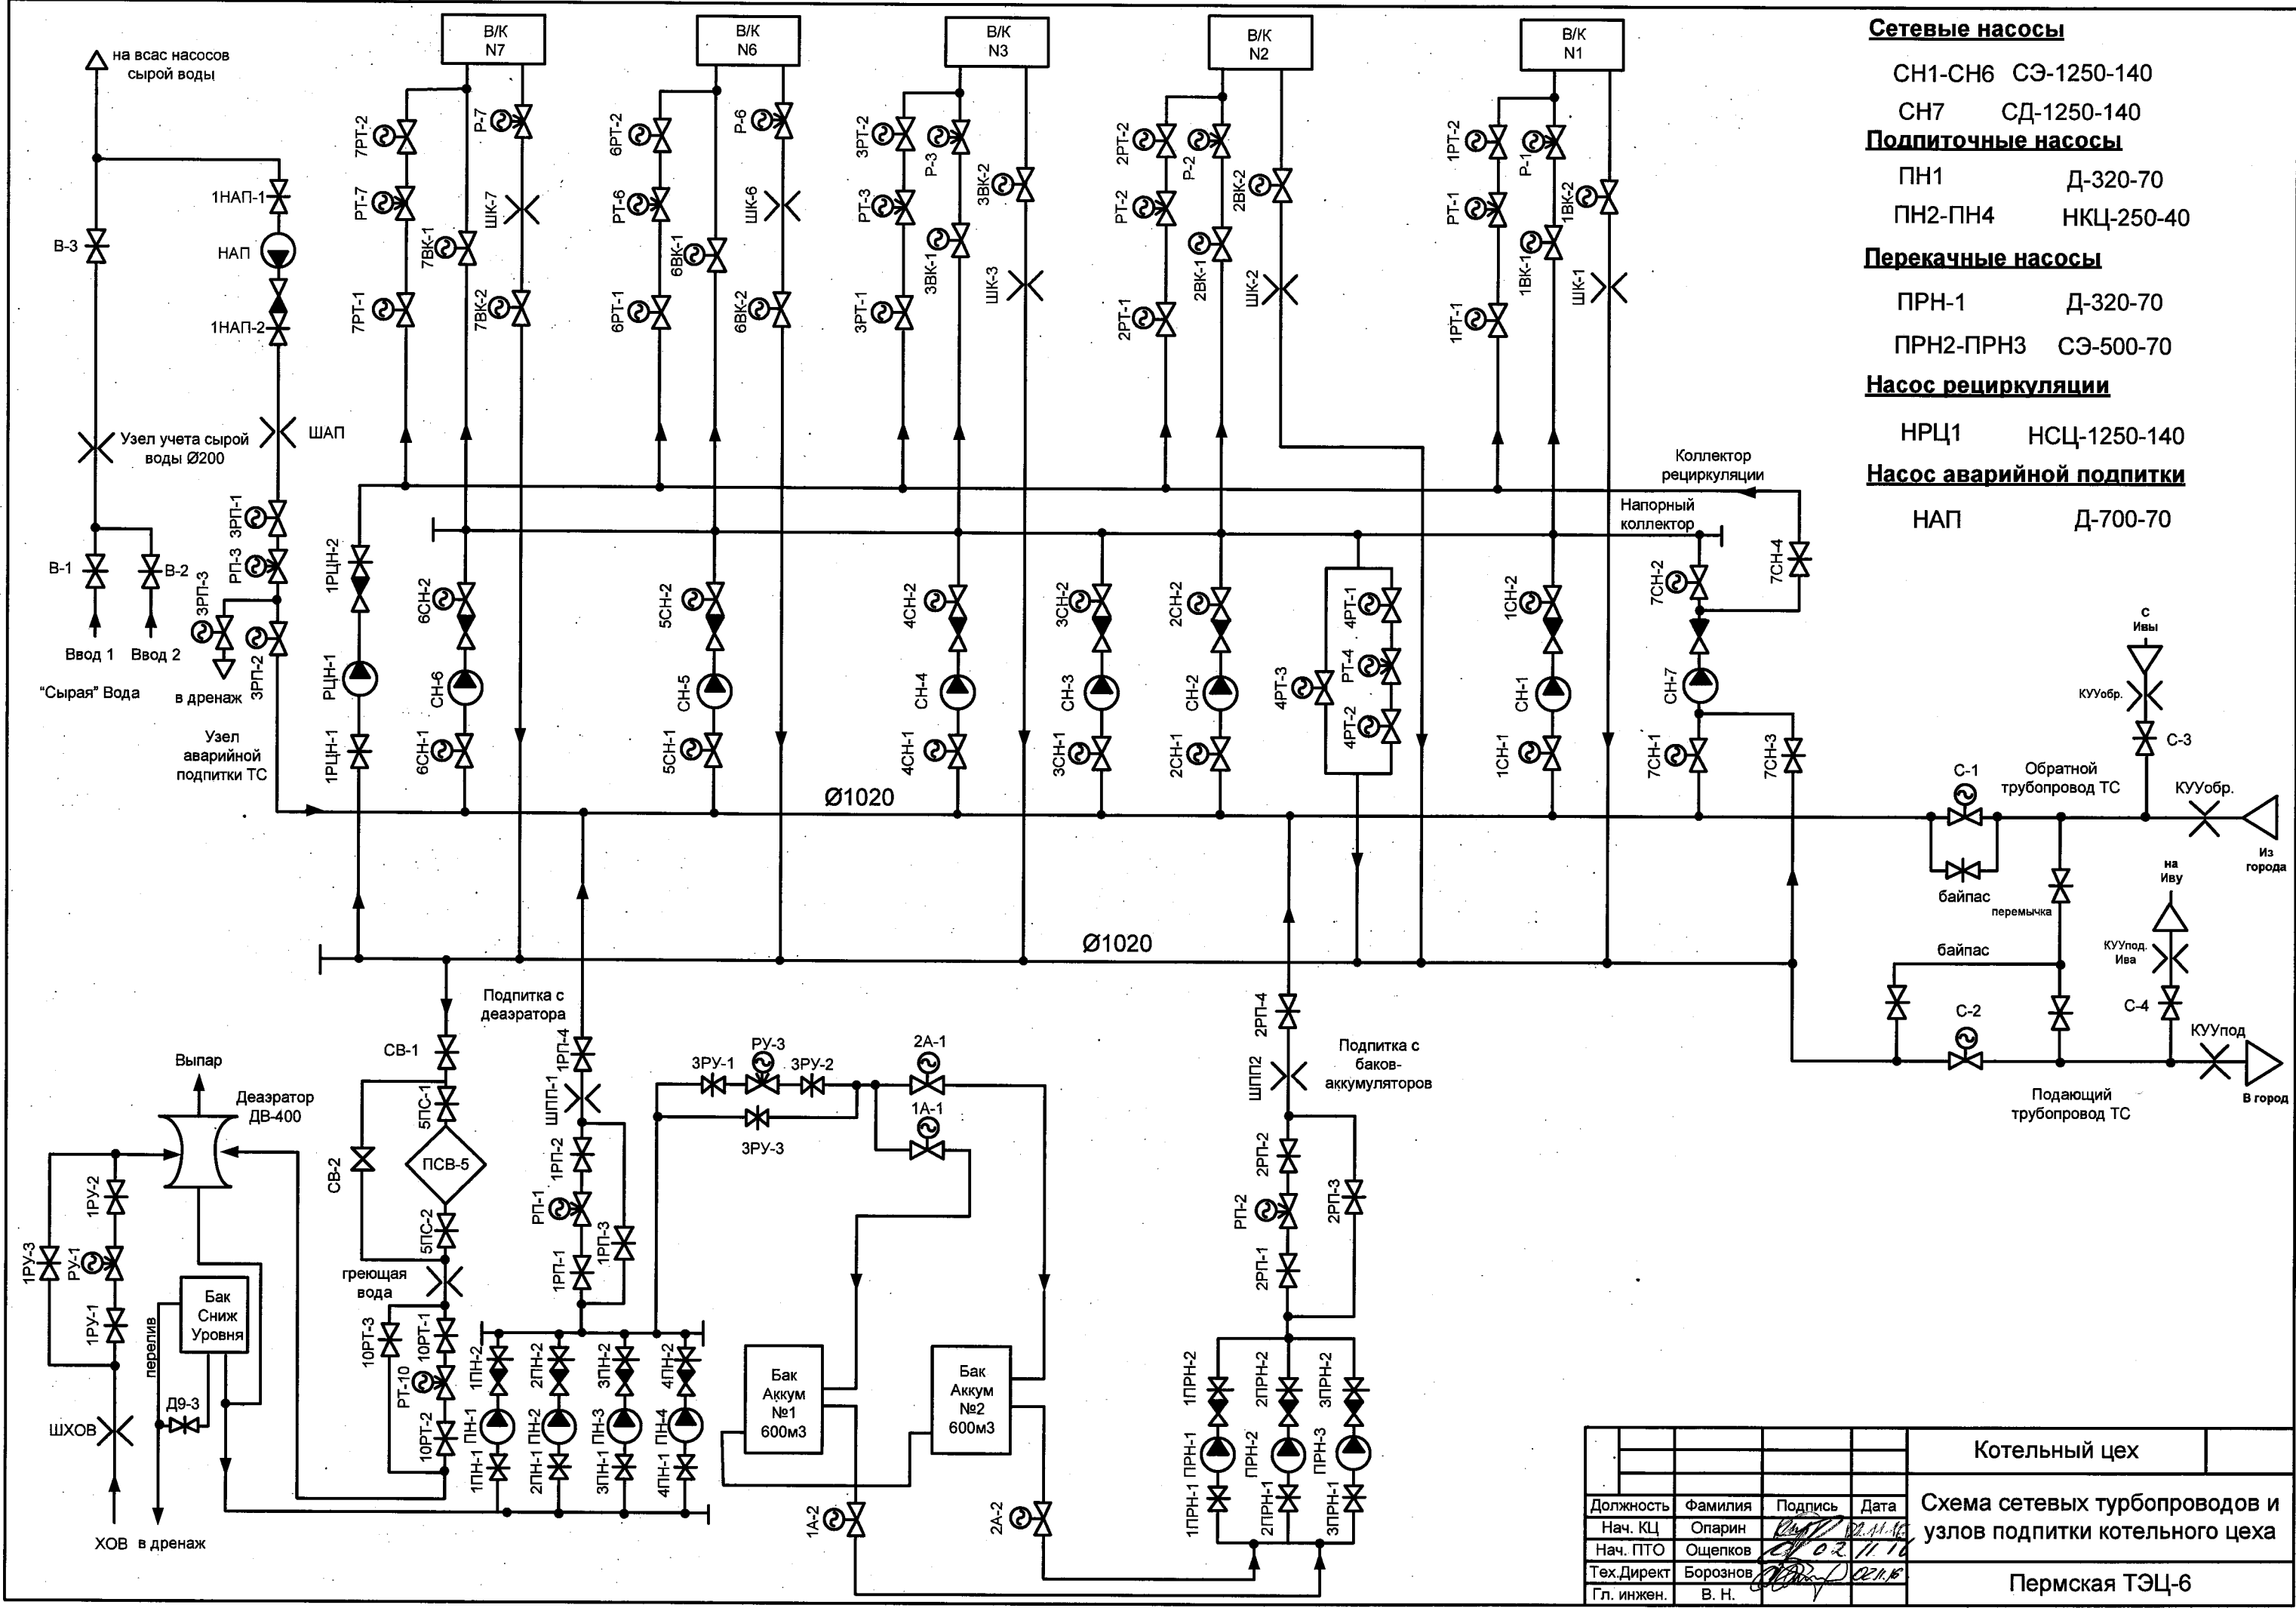 В/К
N7
В/К
N6
В/К
N3
В/К
N2
В/К
N1
Сетевые насосы
СН1-СН6 СЭ-1250-140
СН7 СД-1250-140
Подпиточные насосы
ПН1 Д-320-70
ПН2-ПН4 НКЦ-250-40
Перекачные насосы
ПРН-1 Д-320-70
ПРН2-ПРН3 СЭ-500-70
Насос рециркуляции
НРЦ1 НСЦ-1250-140
Насос аварийной подпитки
НАП Д-700-70
на всас насосов
сырой воды
1НАП-1
В-3
НАП
1НАП-2
Узел учета сырой
воды Ø200
ШАП
3РП-1
РП-3
В-1
В-2
3РП-3
3РП-2
Ввод 1
Ввод 2
"Сырая" Вода
в дренаж
Узел
аварийной
подпитки ТС
7РТ-2
РТ-7
7РТ-1
Р-7
ШК-7
7ВК-1
7ВК-2
6РТ-2
РТ-6
6РТ-1
Р-6
ШК-6
6ВК-1
6ВК-2
3РТ-2
РТ-3
3РТ-1
Р-3
3ВК-1
3ВК-2
ШК-3
2РТ-2
РТ-2
2РТ-1
Р-2
2ВК-1
2ВК-2
ШК-2
1РТ-2
РТ-1
1РТ-1
Р-1
1ВК-1
1ВК-2
ШК-1
Коллектор
рециркуляции
Напорный
коллектор
1РЦН-2
РЦН-1
1РЦН-1
6СН-2
СН-6
6СН-1
5СН-2
СН-5
5СН-1
4СН-2
СН-4
4СН-1
3СН-2
СН-3
3СН-1
2СН-2
СН-2
2СН-1
4РТ-1
РТ-4
4РТ-3
4РТ-2
1СН-2
СН-1
1СН-1
7СН-2
7СН-4
СН-7
7СН-1
7СН-3
с
Ивы
КУУобр.
С-3
С-1
Обратной
трубопровод ТС
КУУобр.
Из
города
байпас
перемычка
на
Иву
КУУпод.
Ива
байпас
С-4
С-2
КУУпод
Подающий
трубопровод ТС
В город
Ø1020
Ø1020
Подпитка с
деаэратора
СВ-1
5ПС-1
СВ-2
ПСВ-5
5ПС-2
греющая
вода
10РТ-3
10РТ-1
РТ-10
10РТ-2
Выпар
Деаэратор
ДВ-400
1РУ-2
1РУ-3
РУ-1
1РУ-1
Бак
Сниж
Уровня
перелив
Д9-3
ШХОВ
ХОВ
в дренаж
1РП-4
ШПП-1
1РП-2
РП-1
1РП-3
1РП-1
3РУ-1
РУ-3
3РУ-2
3РУ-3
2А-1
1А-1
1ПН-2
2ПН-2
3ПН-2
4ПН-2
ПН-1
ПН-2
ПН-3
ПН-4
1ПН-1
2ПН-1
3ПН-1
4ПН-1
Бак
Аккум
№1
600м3
Бак
Аккум
№2
600м3
1А-2
2А-2
2РП-4
ШПП2
Подпитка с
баков-
аккумуляторов
2РП-2
РП-2
2РП-3
2РП-1
1ПРН-2
2ПРН-2
3ПРН-2
ПРН-1
ПРН-2
ПРН-3
1ПРН-1
2ПРН-1
3ПРН-1
Котельный цех
Должность Фамилия Подпись Дата
Нач. КЦ Опарин
Нач. ПТО Ощепков 02 11 16
Тех.Директ Борознов 02.11.16
Гл. инжен. В. Н.
Схема сетевых турбопроводов и
узлов подпитки котельного цеха
Пермская ТЭЦ-6